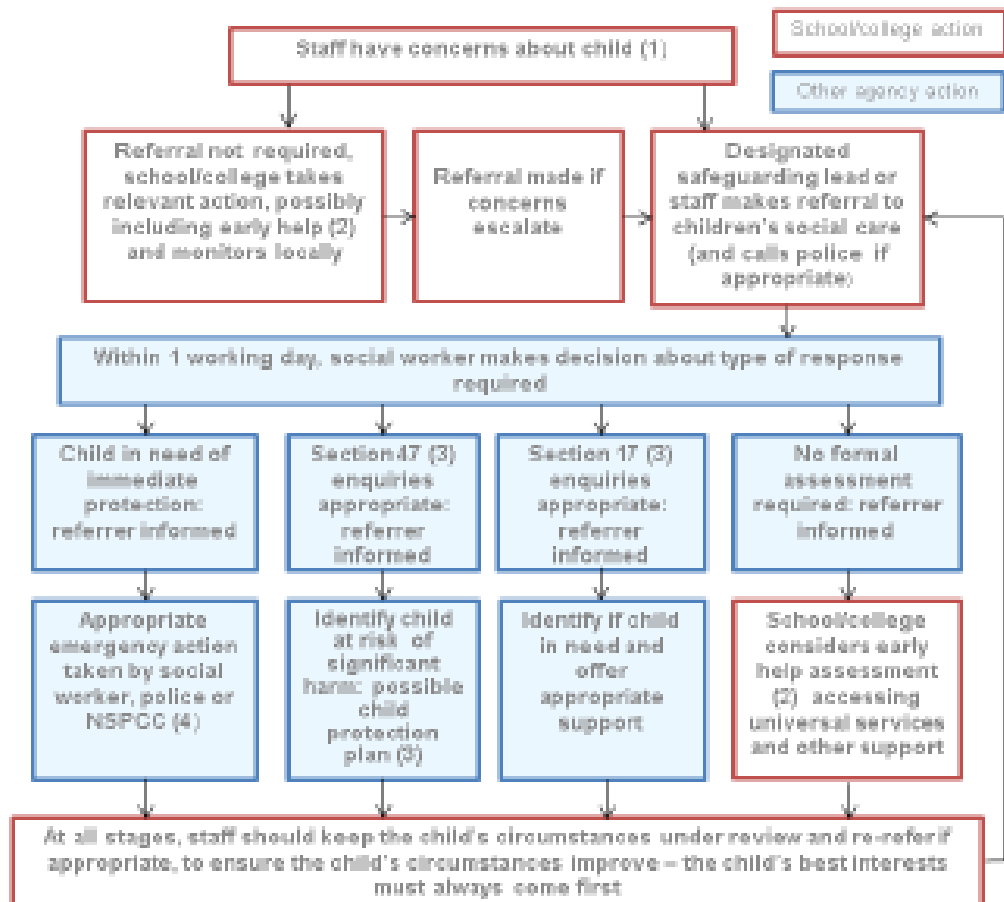 School/college action
Staff have concerns about child (1)
Other agency action
Referral not required,
school/college takes
relevant action, possibly
including early help (2)
and monitors locally
Referral made if
concerns
escalate
Designated
safeguarding lead or
staff makes referral to
children's social care
(and calls police if
appropriate)
Within 1 working day, social worker makes decision about type of response
required
Child in need of
immediate
protection:
referrer informed
Section 47 (3)
enquiries
appropriate:
referrer
informed
Section 17 (3)
enquiries
appropriate:
referrer
informed
No formal
assessment
required: referrer
informed
Appropriate
emergency action
taken by social
worker, police or
NSPCC (4)
Identify child
at risk of
significant
harm: possible
child
protection
plan (3)
Identify if child
in need and
offer
appropriate
support
School/college
considers early
help assessment
(2) accessing
universal services
and other support
At all stages, staff should keep the child's circumstances under review and re-refer if
appropriate, to ensure the child's circumstances improve – the child's best interests
must always come first